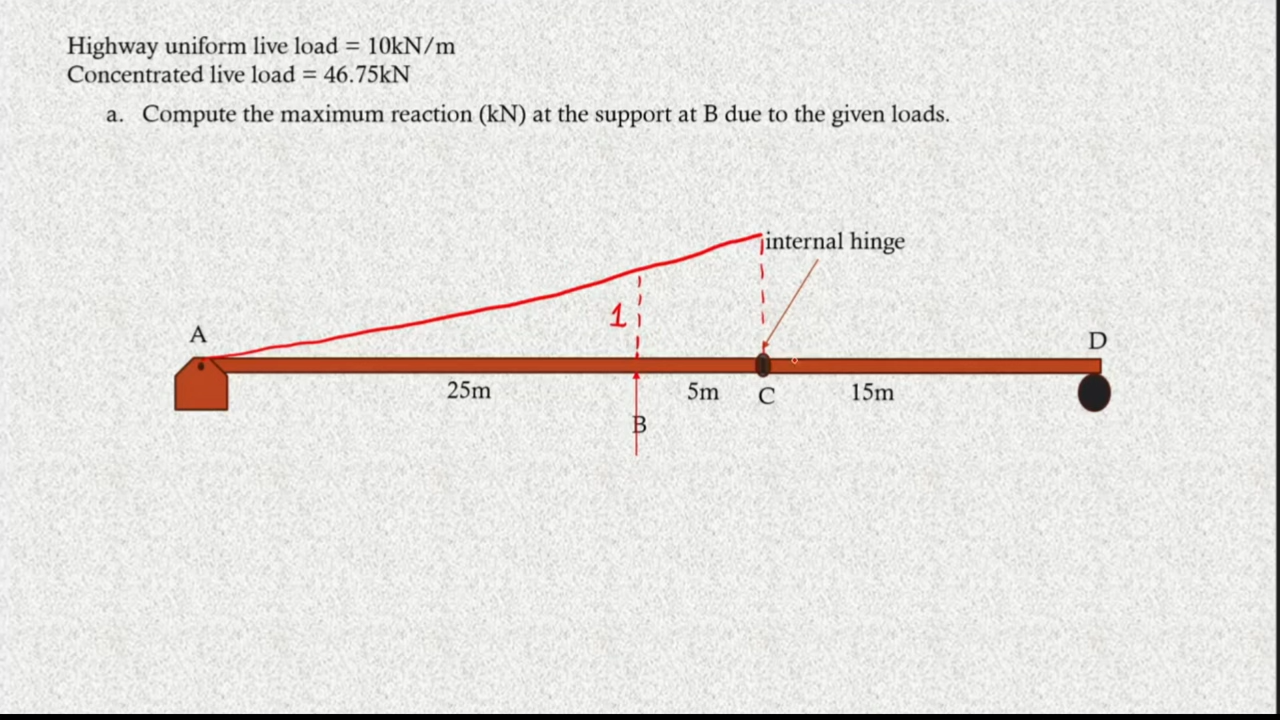 Highway uniform live load = 10kN/m
Concentrated live load = 46.75kN
a. Compute the maximum reaction (kN) at the support at B due to the given loads.
internal hinge
1
A
D
25m
5m
C
15m
B